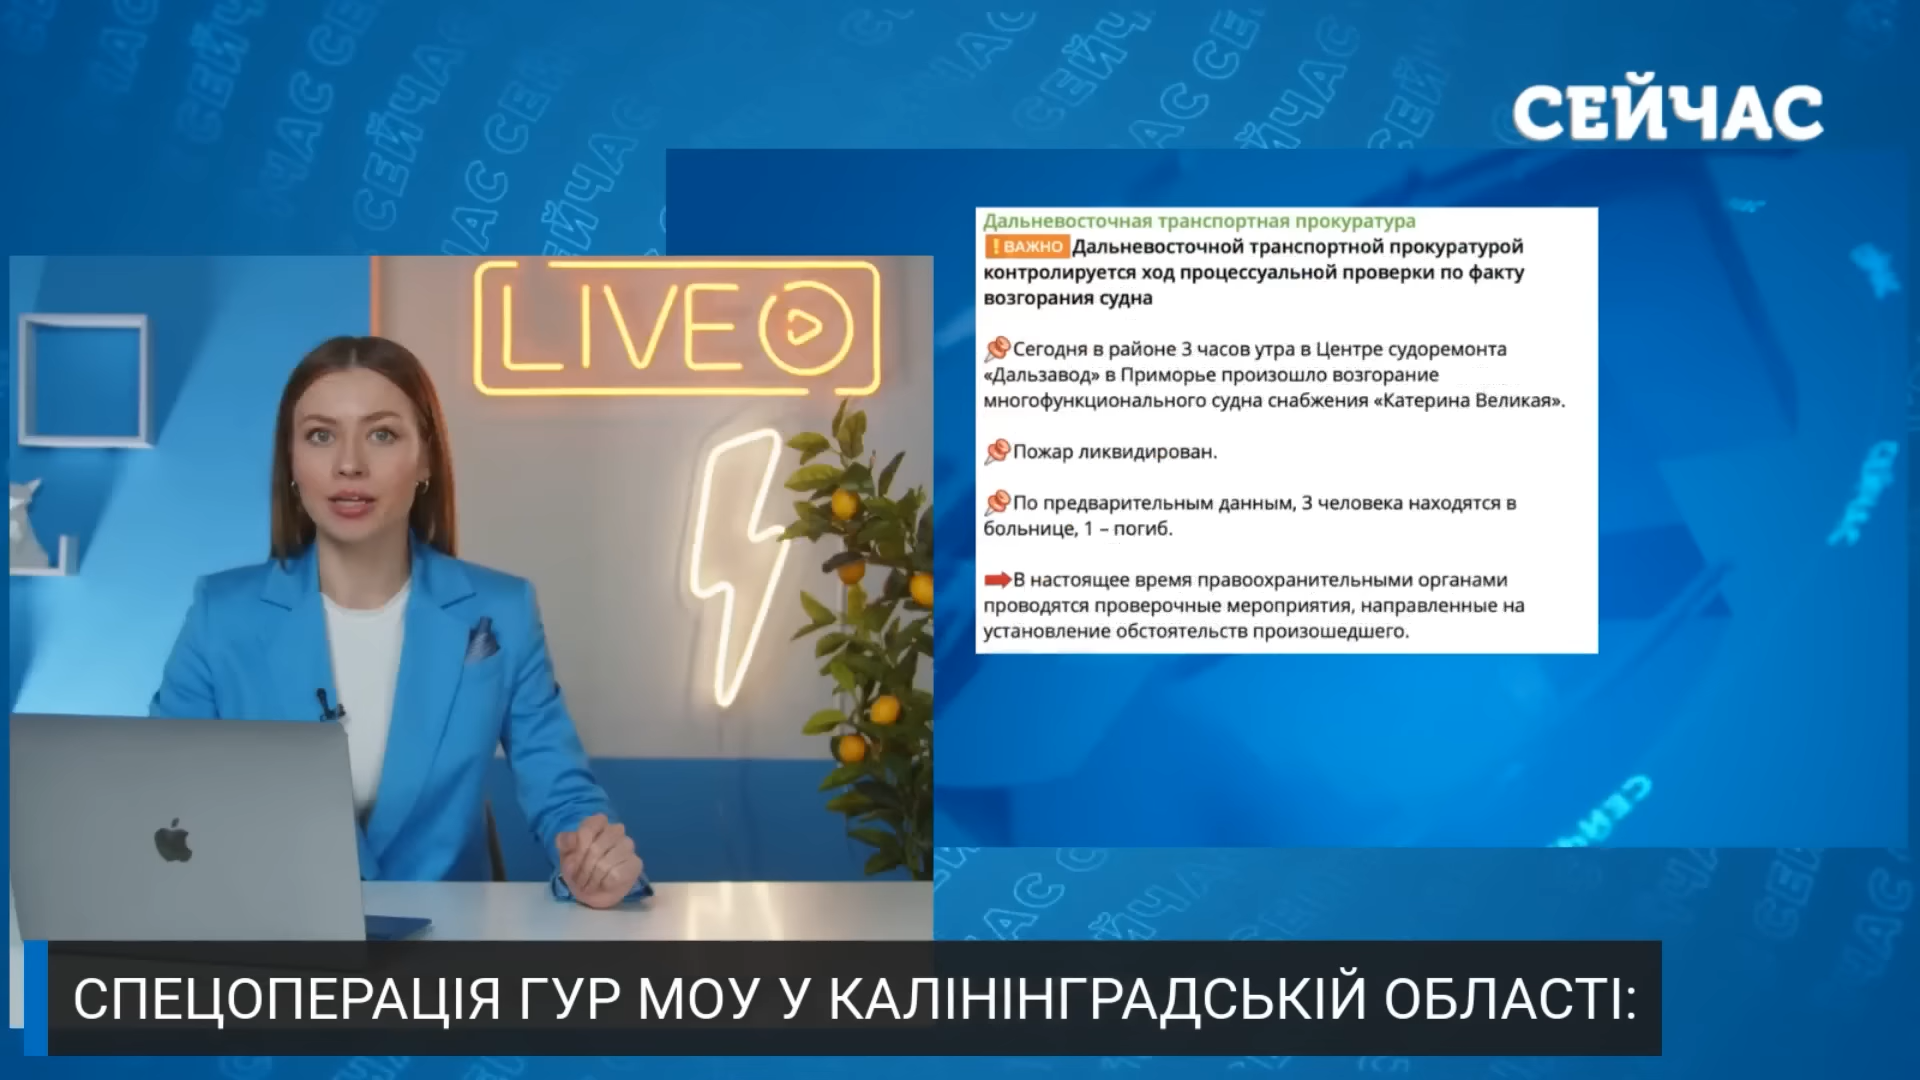 СЕЙЧАС
LIVE
Дальневосточная транспортная прокуратура
ВАЖНО Дальневосточной транспортной прокуратурой
контролируется ход процессуальной проверки по факту
возгорания судна
Сегодня в районе 3 часов утра в Центре судоремонта
«Дальзавод» в Приморье произошло возгорание
многофункционального судна снабжения «Катерина Великая».
Пожар ликвидирован.
По предварительным данным, 3 человека находятся в
больнице, 1 – погиб.
В настоящее время правоохранительными органами
проводятся проверочные мероприятия, направленные на
установление обстоятельств произошедшего.
СПЕЦОПЕРАЦІЯ ГУР МОУ У КАЛІНІНГРАДСЬКІЙ ОБЛАСТІ: